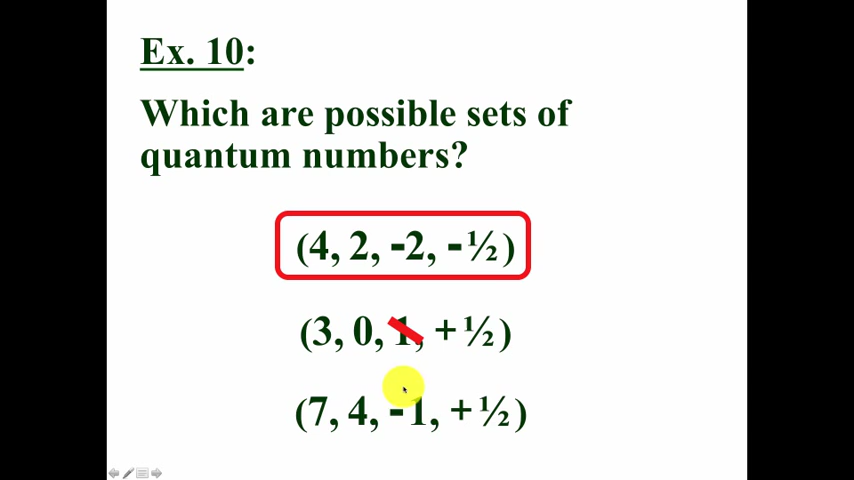 Ex. 10:
Which are possible sets of
quantum numbers?
(4, 2, -2, -½)
(3, 0, 1, +½)
(7, 4, -1, +½)